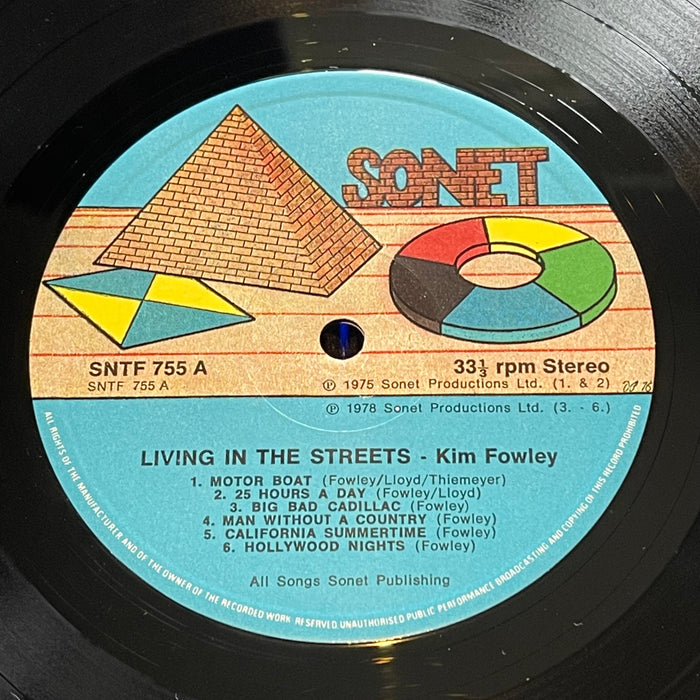 SONET
SNTF 755 A
SNTF 755 A
33⅓ rpm Stereo
℗ 1975 Sonet Productions Ltd. (1. & 2)
℗ 1978 Sonet Productions Ltd. (3. - 6.)
LIVING IN THE STREETS - Kim Fowley
1. MOTOR BOAT (Fowley/Lloyd/Thiemeyer)
2. 25 HOURS A DAY (Fowley/Lloyd)
3. BIG BAD CADILLAC (Fowley)
4. MAN WITHOUT A COUNTRY (Fowley)
5. CALIFORNIA SUMMERTIME (Fowley)
6. HOLLYWOOD NIGHTS (Fowley)
All Songs Sonet Publishing
ALL RIGHTS OF THE MANUFACTURER AND OF THE OWNER OF THE RECORDED WORK RESERVED. UNAUTHORISED PUBLIC PERFORMANCE BROADCASTING AND COPYING OF THIS RECORD PROHIBITED